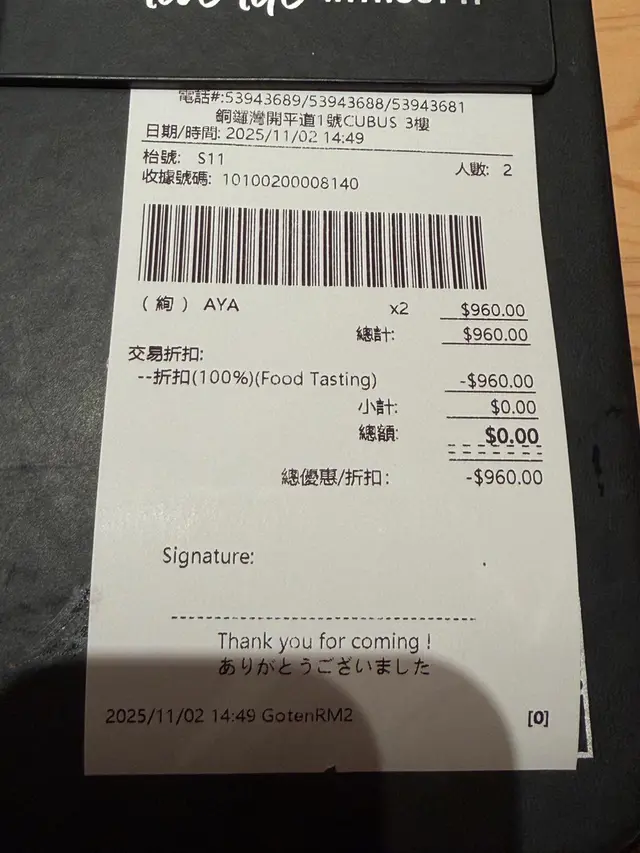 love life
電話#:53943689/53943688/53943681
銅鑼灣開平道1號CUBUS 3樓
日期/時間: 2025/11/02 14:49
枱號: S11
人數: 2
收據號碼: 10100200008140
( 絢 ) AYA x2 $960.00
總計: $960.00
交易折扣:
--折扣(100%)(Food Tasting) -$960.00
小計: $0.00
總額: $0.00
總優惠/折扣: -$960.00
Signature:
Thank you for coming !
ありがとうございました
2025/11/02 14:49 GotenRM2 [0]